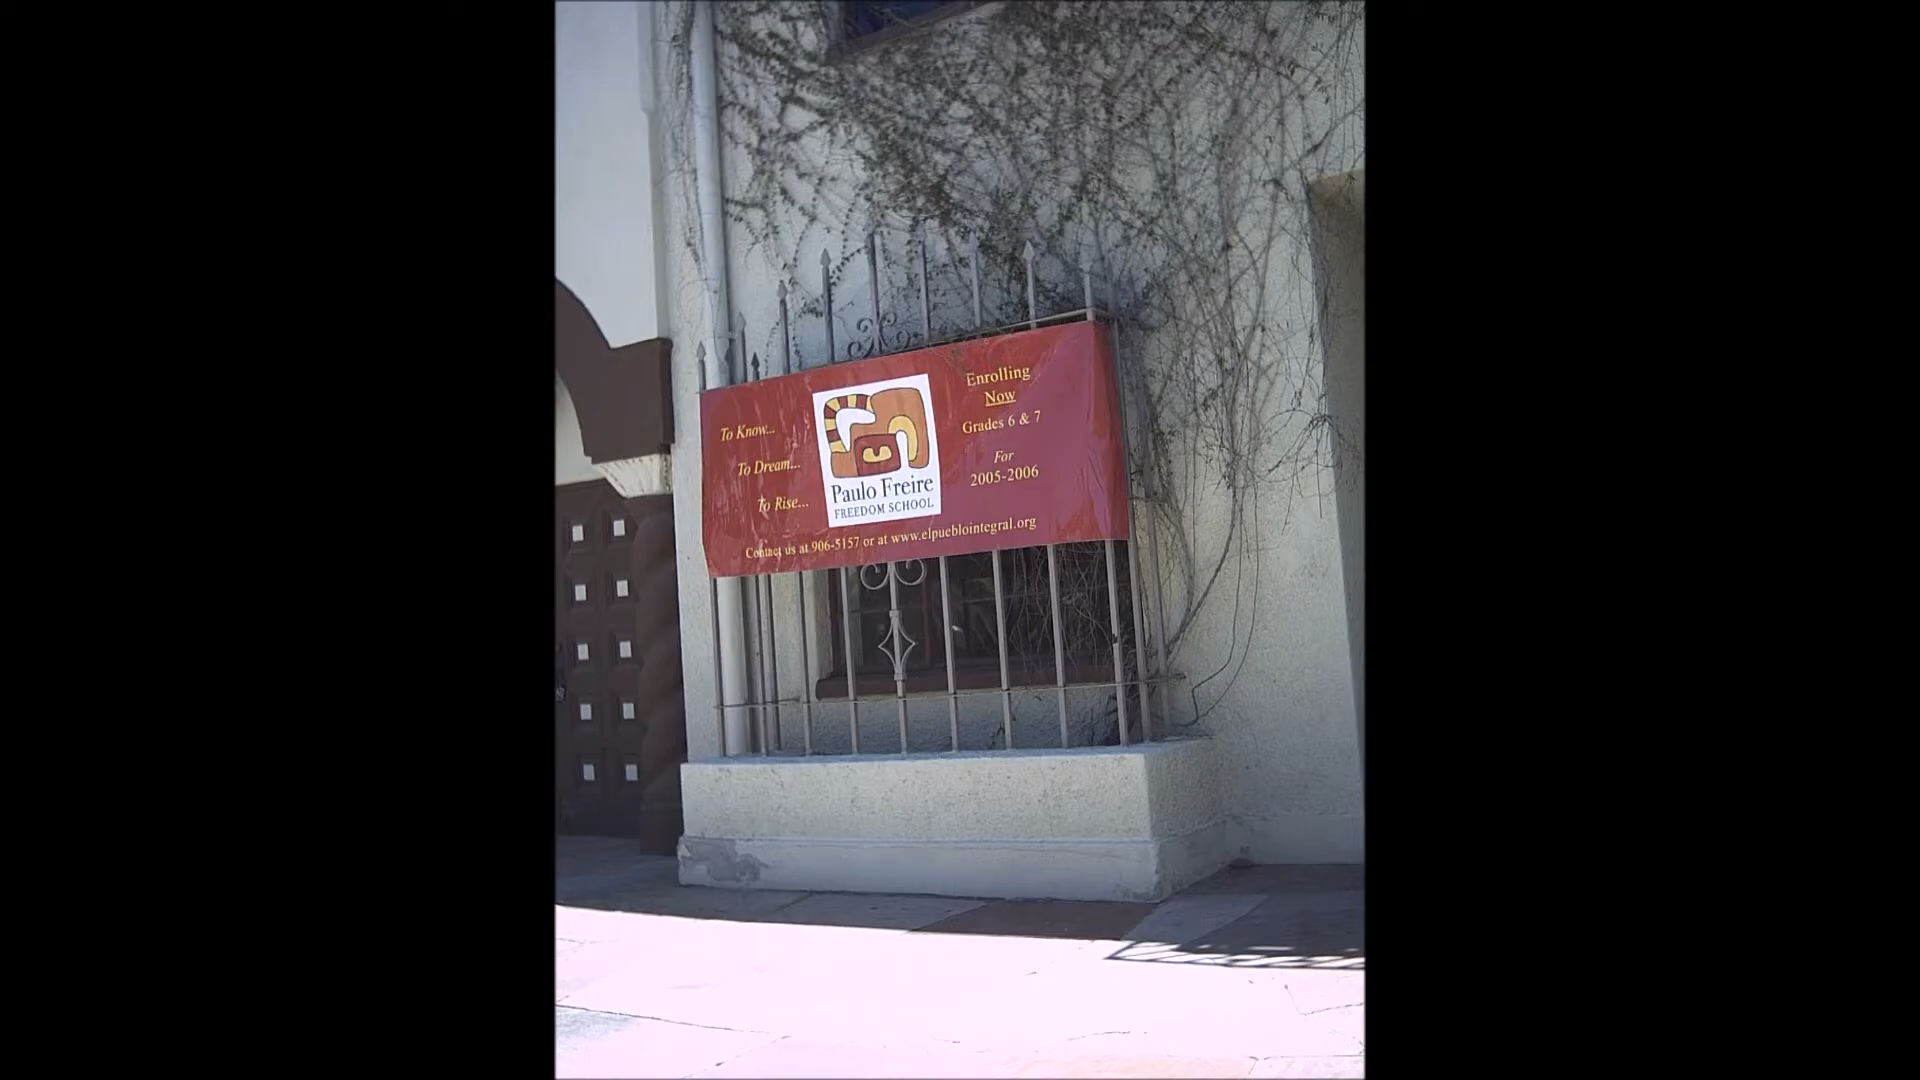 To Know...
To Dream...
To Rise...
Paulo Freire
FREEDOM SCHOOL
Enrolling
Now
Grades 6 & 7
For
2005-2006
Contact us at 906-5157 or at www.elpueblointegral.org